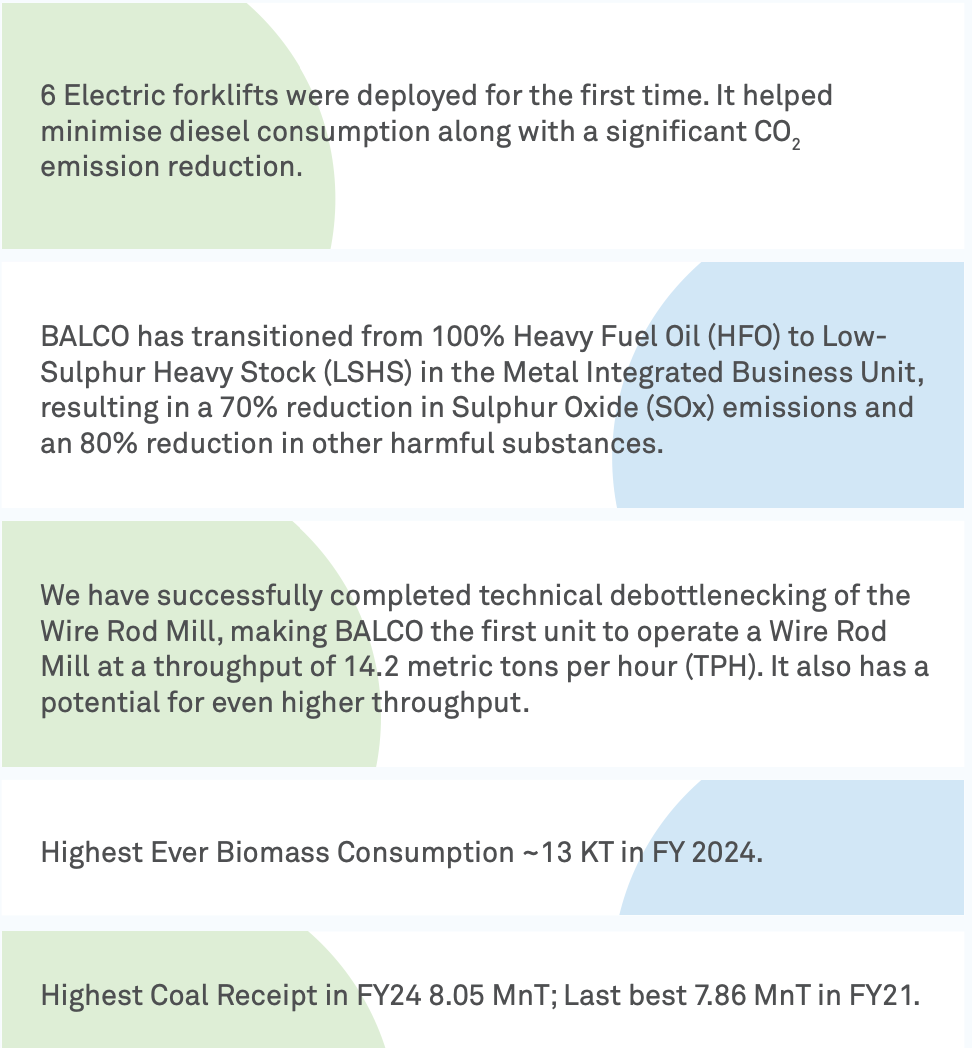 6 Electric forklifts were deployed for the first time. It helped
minimise diesel consumption along with a significant CO₂
emission reduction.
BALCO has transitioned from 100% Heavy Fuel Oil (HFO) to Low-
Sulphur Heavy Stock (LSHS) in the Metal Integrated Business Unit,
resulting in a 70% reduction in Sulphur Oxide (SOx) emissions and
an 80% reduction in other harmful substances.
We have successfully completed technical debottlenecking of the
Wire Rod Mill, making BALCO the first unit to operate a Wire Rod
Mill at a throughput of 14.2 metric tons per hour (TPH). It also has a
potential for even higher throughput.
Highest Ever Biomass Consumption ~13 KT in FY 2024.
Highest Coal Receipt in FY24 8.05 MnT; Last best 7.86 MnT in FY21.